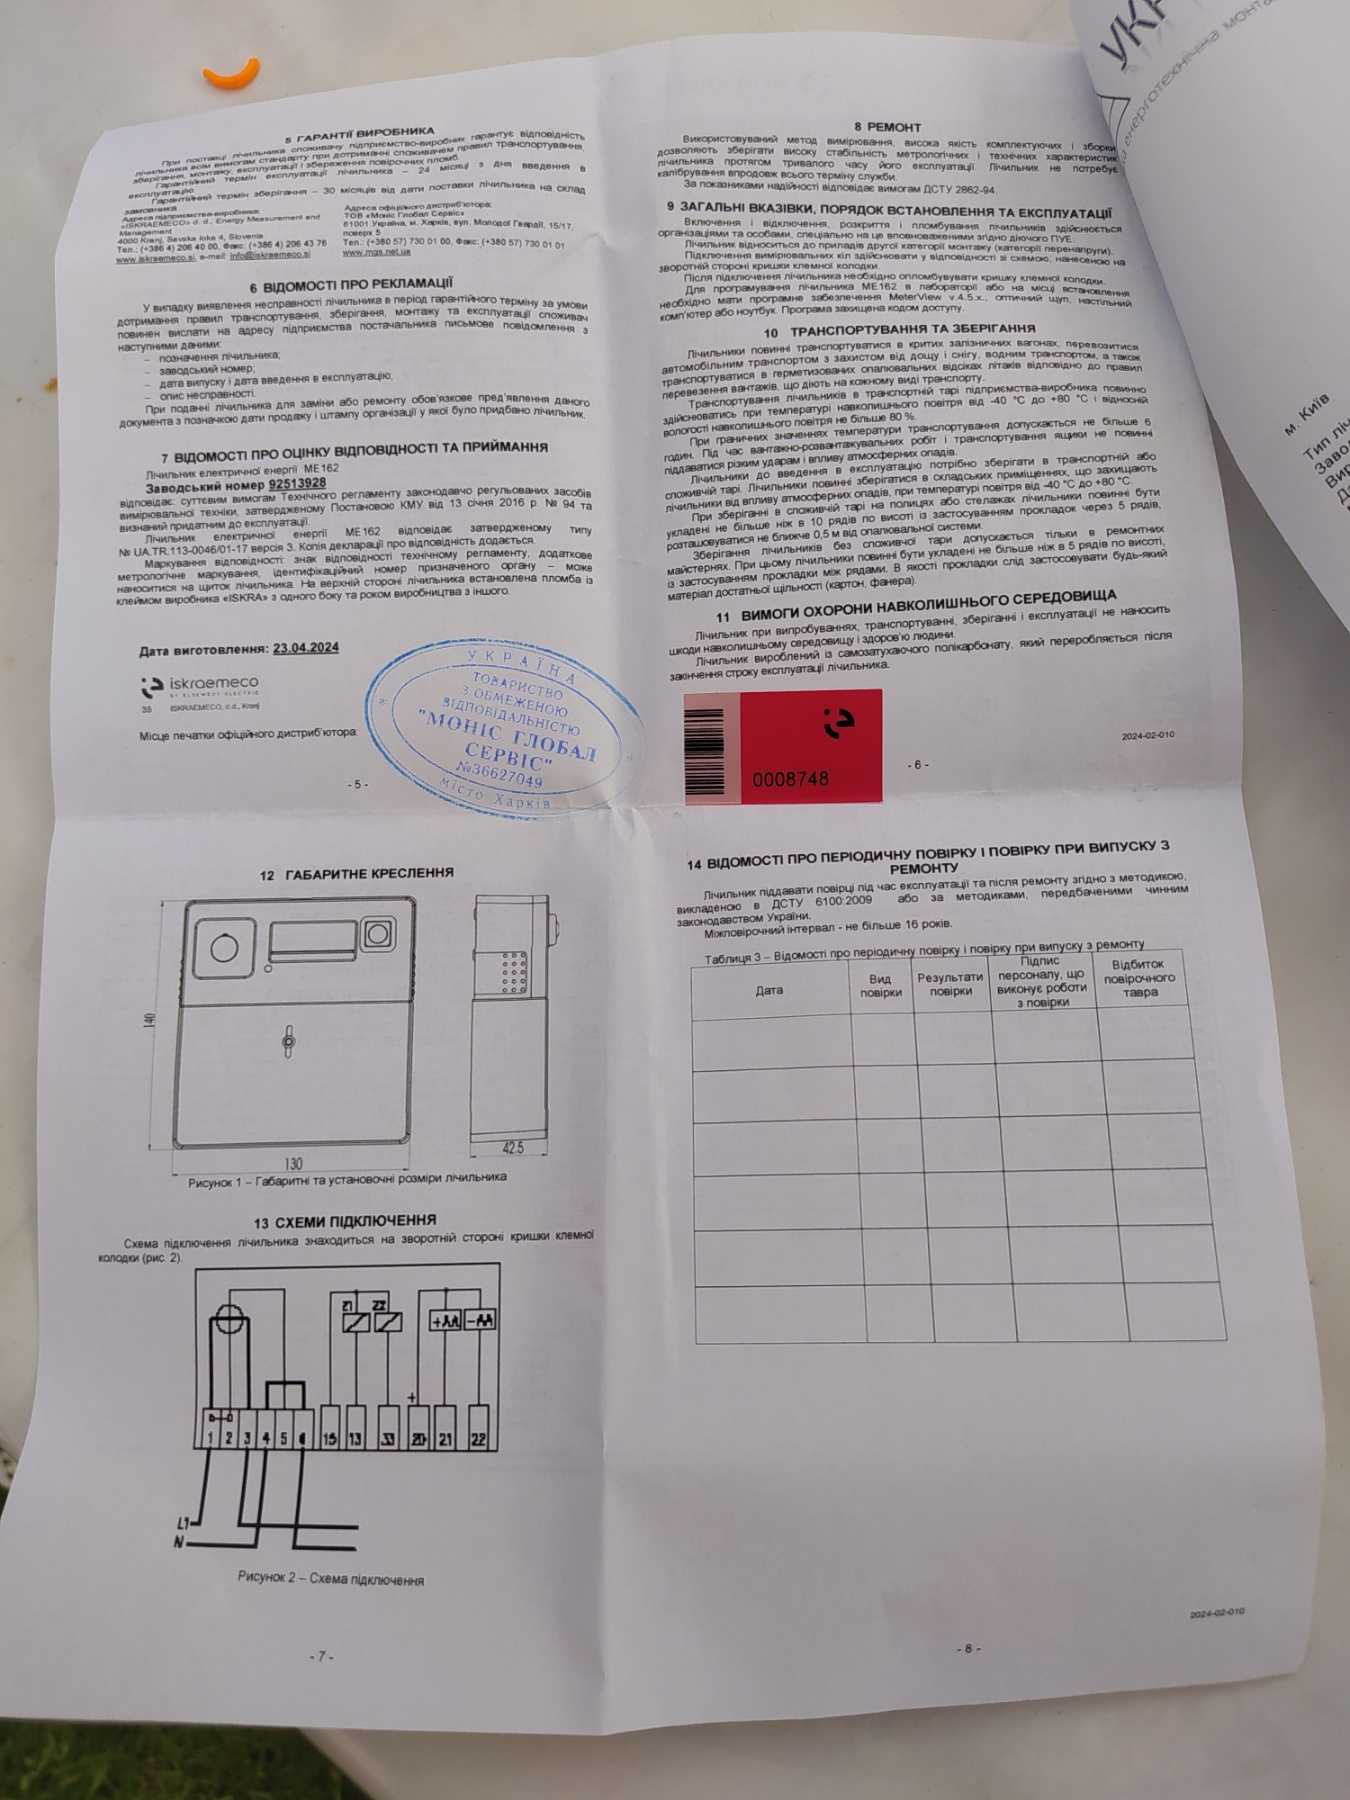 5 ГАРАНТІЇ ВИРОБНИКА
При поставці лічильника споживачу підприємство-виробник гарантує відповідність
лічильника всім вимогам стандарту при дотриманні споживачем правил транспортування,
зберігання, монтажу, експлуатації і збереження повірочних пломб.
Гарантійний термін експлуатації лічильника – 24 місяці з дня введення в
експлуатацію.
Гарантійний термін зберігання – 30 місяців від дати поставки лічильника на склад
замовника.
Адреса підприємства-виробника:
«ISKRAEMECO» d. d., Energy Measurement and
Management
4000 Kranj, Savska loka 4, Slovenia
Тел.: (+386 4) 206 40 00, Факс: (+386 4) 206 43 76
www.iskraemeco.si, e-mail: info@iskraemeco.si
Адреса офіційного дистриб'ютора:
ТОВ «Моніс Глобал Сервіс»
61001 Україна, м. Харків, вул. Молодої Гвардії, 15/17,
поверх 5
Тел.: (+380 57) 730 01 00, Факс: (+380 57) 730 01 01
www.mgs.net.ua
6 ВІДОМОСТІ ПРО РЕКЛАМАЦІЇ
У випадку виявлення несправності лічильника в період гарантійного терміну за умови
дотримання правил транспортування, зберігання, монтажу та експлуатації споживач
повинен вислати на адресу підприємства постачальника письмове повідомлення з
наступними даними:
– позначення лічильника;
– заводський номер;
– дата випуску і дата введення в експлуатацію;
– опис несправності.
При поданні лічильника для заміни або ремонту обов'язкове пред'явлення даного
документа з позначкою дати продажу і штампу організації у якої було придбано лічильник.
7 ВІДОМОСТІ ПРО ОЦІНКУ ВІДПОВІДНОСТІ ТА ПРИЙМАННЯ
Лічильник електричної енергії ME162
Заводський номер 92513928
відповідає: суттєвим вимогам Технічного регламенту законодавчо регульованих засобів
вимірювальної техніки, затвердженому Постановою КМУ від 13 січня 2016 р. № 94 та
визнаний придатним до експлуатації.
Лічильник електричної енергії ME162 відповідає затвердженому типу
№ UA.TR.113-0046/01-17 версія 3. Копія декларації про відповідність додається.
Маркування відповідності: знак відповідності технічному регламенту, додаткове
метрологічне маркування, ідентифікаційний номер призначеного органу – може
наноситися на щиток лічильника. На верхній стороні лічильника встановлена пломба із
клеймом виробника «ISKRA» з одного боку та роком виробництва з іншого.
Дата виготовлення: 23.04.2024
iskraemeco
BY ELSEWEDY ELECTRIC
35 ISKRAEMECO, d.d., Kranj
Місце печатки офіційного дистриб'ютора:
УКРАЇНА
ТОВАРИСТВО
З ОБМЕЖЕНОЮ
ВІДПОВІДАЛЬНІСТЮ
"МОНІС ГЛОБАЛ
СЕРВІС"
№36627049
місто Харків
- 5 -
8 РЕМОНТ
Використовуваний метод вимірювання, висока якість комплектуючих і зборки
дозволяють зберігати високу стабільність метрологічних і технічних характеристик
лічильника протягом тривалого часу його експлуатації. Лічильник не потребує
калібрування впродовж всього терміну служби.
За показниками надійності відповідає вимогам ДСТУ 2862-94.
9 ЗАГАЛЬНІ ВКАЗІВКИ, ПОРЯДОК ВСТАНОВЛЕННЯ ТА ЕКСПЛУАТАЦІЇ
Включення і відключення, розкриття і пломбування лічильників здійснюється
організаціями та особами, спеціально на це вповноваженими згідно діючого ПУЕ.
Лічильник відноситься до приладів другої категорії монтажу (категорії перенапруги).
Підключення вимірювальних кіл здійснювати у відповідності зі схемою, нанесеною на
зворотній стороні кришки клемної колодки.
Після підключення лічильника необхідно опломбувувати кришку клемної колодки.
Для програмування лічильника ME162 в лабораторії або на місці встановлення
необхідно мати програмне забезпечення MeterView v.4.5.x., оптичний щуп, настільний
комп'ютер або ноутбук. Програма захищена кодом доступу.
10 ТРАНСПОРТУВАННЯ ТА ЗБЕРІГАННЯ
Лічильники повинні транспортуватися в критих залізничних вагонах, перевозитися
автомобільним транспортом з захистом від дощу і снігу, водним транспортом, а також
транспортуватися в герметизованих опалювальних відсіках літаків відповідно до правил
перевезення вантажів, що діють на кожному виді транспорту.
Транспортування лічильників в транспортній тарі підприємства-виробника повинно
здійснюватись при температурі навколишнього повітря від -40 °C до +80 °C і відносній
вологості навколишнього повітря не більше 80 %.
При граничних значеннях температури транспортування допускається не більше 6
годин. Під час вантажно-розвантажувальних робіт і транспортування ящики не повинні
піддаватися різким ударам і впливу атмосферних опадів.
Лічильники до введення в експлуатацію потрібно зберігати в транспортній або
споживчій тарі. Лічильники повинні зберігатися в складських приміщеннях, що захищають
лічильники від впливу атмосферних опадів, при температурі повітря від -40 °C до +80 °C.
При зберіганні в споживчій тарі на полицях або стелажах лічильники повинні бути
укладені не більше ніж в 10 рядів по висоті із застосуванням прокладок через 5 рядів,
розташовуватися не ближче 0,5 м від опалювальної системи.
Зберігання лічильників без споживчої тари допускається тільки в ремонтних
майстернях. При цьому лічильники повинні бути укладені не більше ніж в 5 рядів по висоті,
із застосуванням прокладки між рядами. В якості прокладки слід застосовувати будь-який
матеріал достатньої щільності (картон, фанера).
11 ВИМОГИ ОХОРОНИ НАВКОЛИШНЬОГО СЕРЕДОВИЩА
Лічильник при випробуваннях, транспортуванні, зберіганні і експлуатації не наносить
шкоди навколишньому середовищу і здоров'ю людини.
Лічильник вироблений із самозатухаючого полікарбонату, який переробляється після
закінчення строку експлуатації лічильника.
0008748
2024-02-010
- 6 -
12 ГАБАРИТНЕ КРЕСЛЕННЯ
140
130
42.5
Рисунок 1 – Габаритні та установочні розміри лічильника
13 СХЕМИ ПІДКЛЮЧЕННЯ
Схема підключення лічильника знаходиться на зворотній стороні кришки клемної
колодки (рис. 2).
Z1 Z2
+
1 2 3 4 5 6 15 13 33 20 21 22
L1
N
Рисунок 2 – Схема підключення
- 7 -
14 ВІДОМОСТІ ПРО ПЕРІОДИЧНУ ПОВІРКУ І ПОВІРКУ ПРИ ВИПУСКУ З
РЕМОНТУ
Лічильник піддавати повірці під час експлуатації та після ремонту згідно з методикою,
викладеною в ДСТУ 6100:2009 або за методиками, передбаченими чинним
законодавством України.
Міжповірочний інтервал - не більше 16 років.
Таблиця 3 – Відомості про періодичну повірку і повірку при випуску з ремонту
Дата
Вид
повірки
Результати
повірки
Підпис
персоналу, що
виконує роботи
з повірки
Відбиток
повірочного
тавра
2024-02-010
- 8 -
енерготехнічна
м. Київ